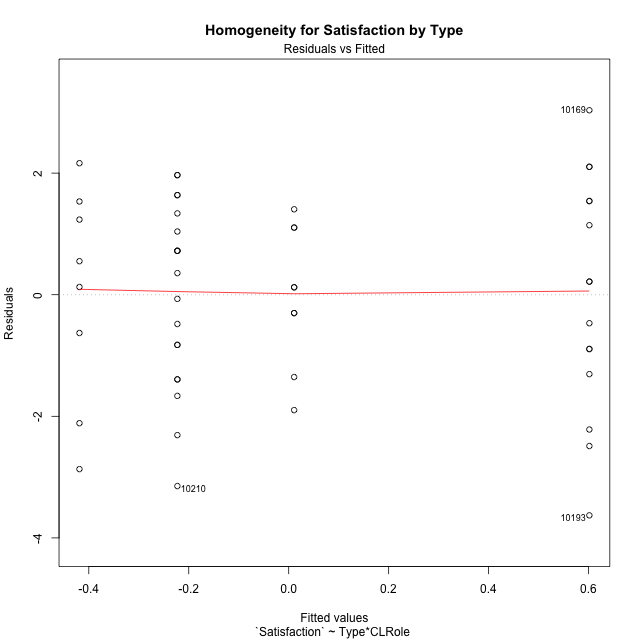 Homogeneity for Satisfaction by Type
Residuals vs Fitted
10169
2
0
Residuals
-2
10210
10193
-4
-0.4 -0.2 0.0 0.2 0.4 0.6
Fitted values
`Satisfaction` ~ Type*CLRole